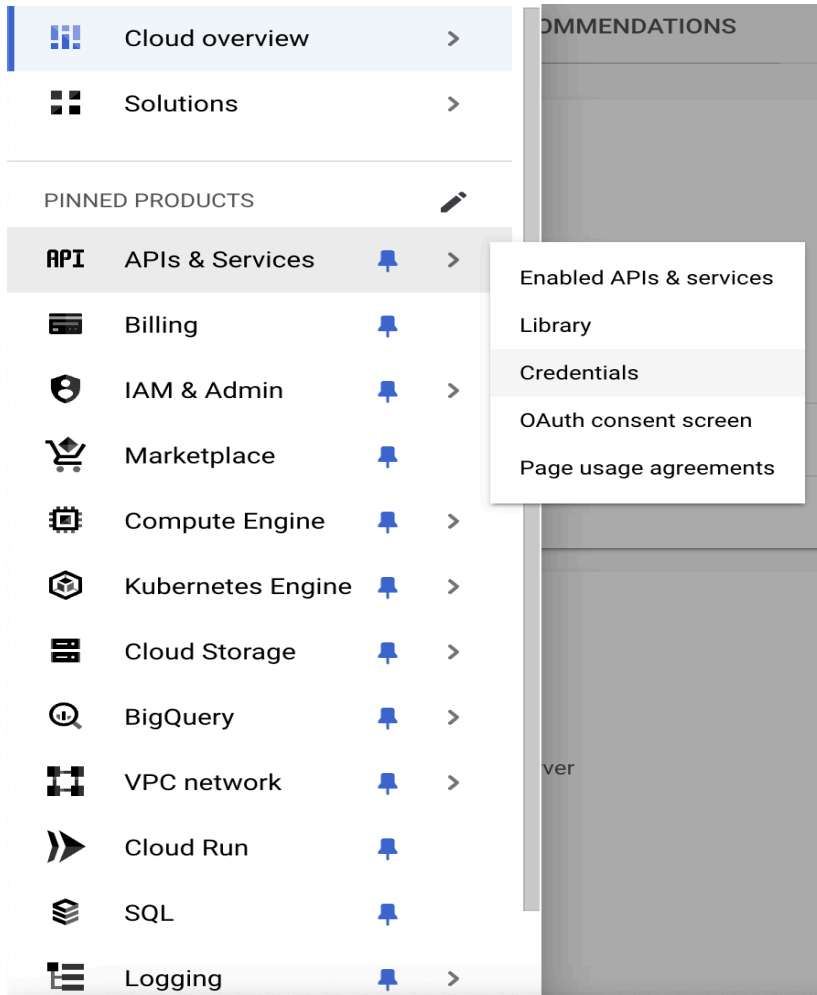 Cloud overview
OMMENDATIONS
Solutions
PINNED PRODUCTS
API APIs & Services
Enabled APIs & services
Library
Credentials
OAuth consent screen
Page usage agreements
Billing
IAM & Admin
Marketplace
Compute Engine
Kubernetes Engine
Cloud Storage
BigQuery
VPC network
ver
Cloud Run
SQL
Logging